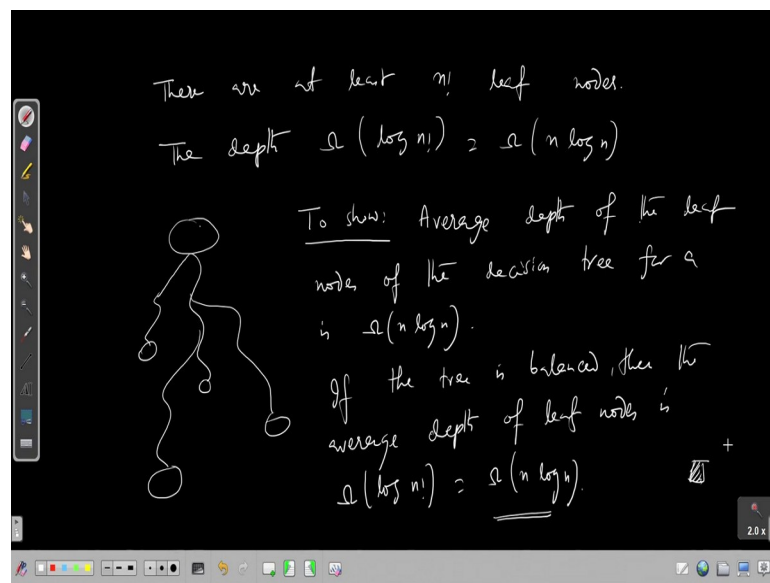 There are at least n! leaf nodes.
The depth Ω(log n!) = Ω(n log n)
To show: Average depth of the leaf
nodes of the decision tree for a
is Ω(n log n).
If the tree is balanced, then the
average depth of leaf nodes is
Ω(log n!) = Ω(n log n).
2.0 x